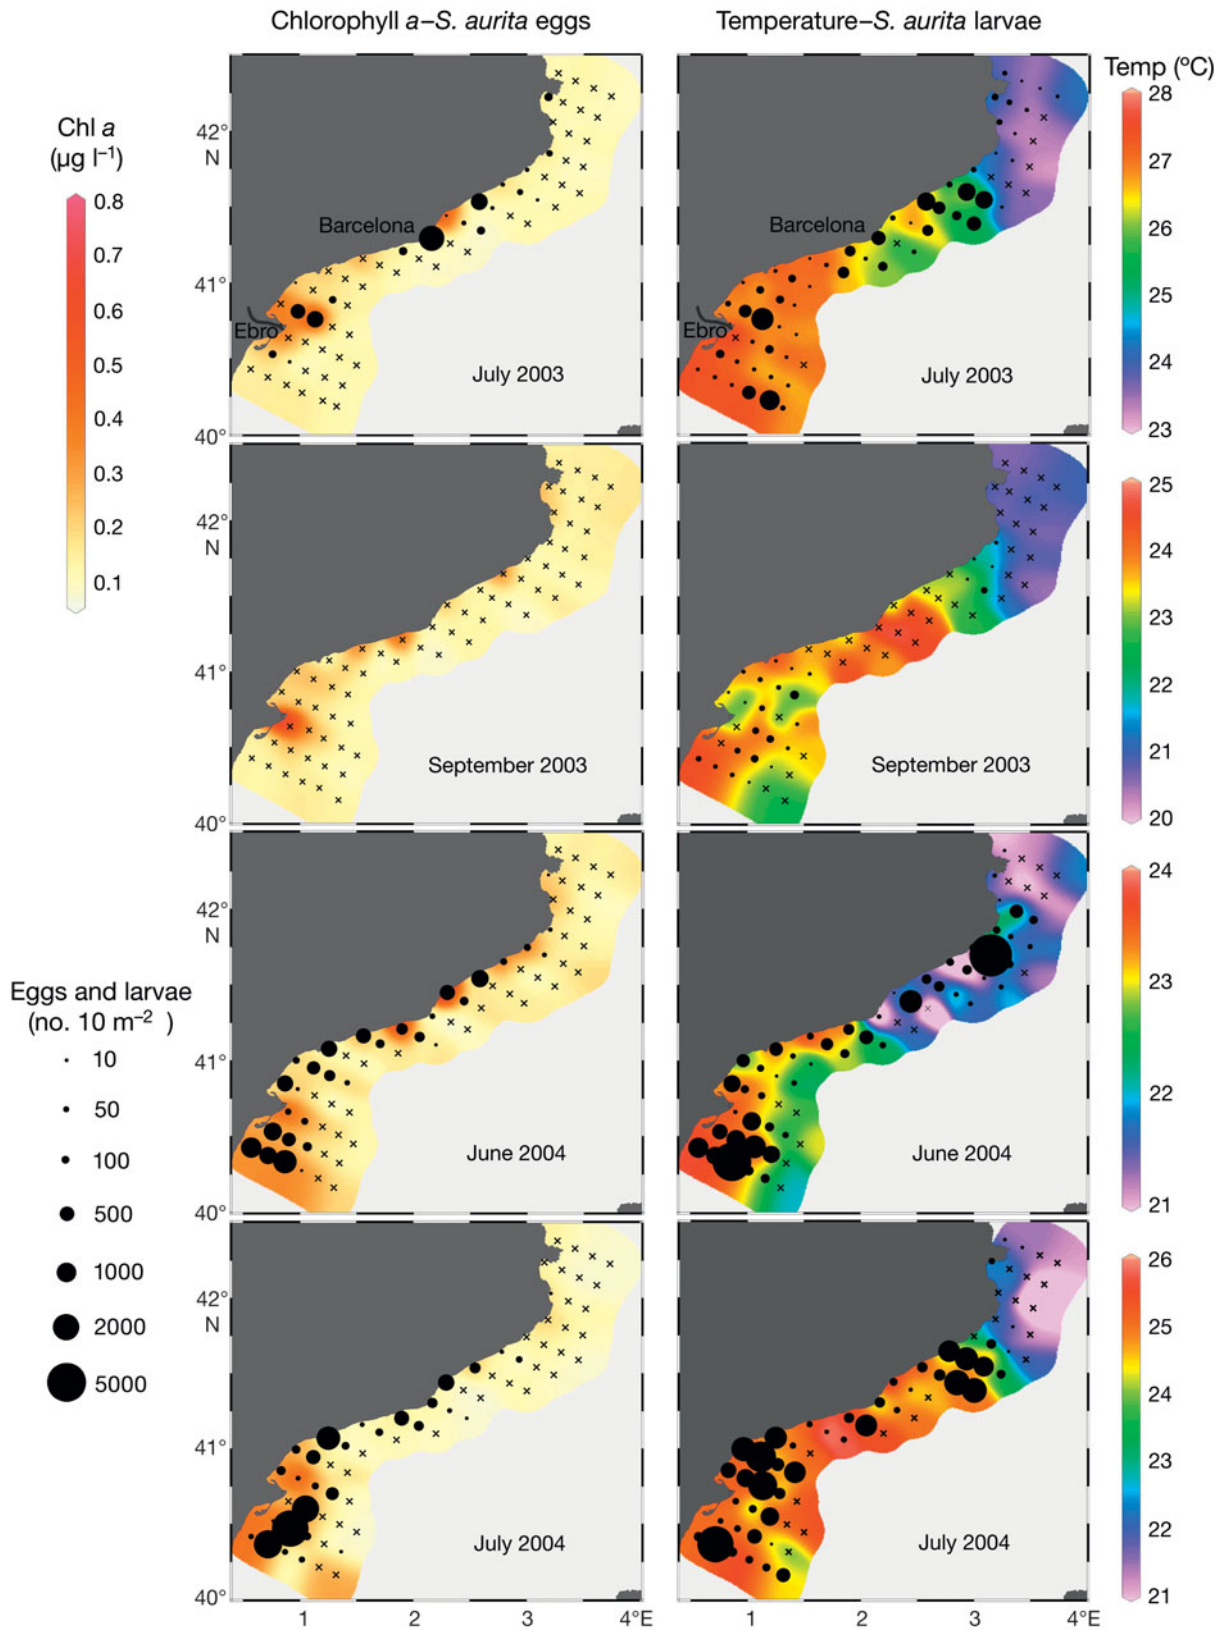 Chlorophyll a–S. aurita eggs
Temperature–S. aurita larvae
Chl a
(µg l–1)
0.8
0.7
0.6
0.5
0.4
0.3
0.2
0.1
Eggs and larvae
(no. 10 m–2 )
10
50
100
500
1000
2000
5000
42°
N
Barcelona
41°
Ebro
July 2003
40°
Barcelona
Ebro
July 2003
Temp (ºC)
28
27
26
25
24
23
42°
N
41°
September 2003
40°
September 2003
25
24
23
22
21
20
42°
N
41°
June 2004
40°
June 2004
24
23
22
21
42°
N
41°
July 2004
40°
1
2
3
4°E
July 2004
1
2
3
4°E
26
25
24
23
22
21